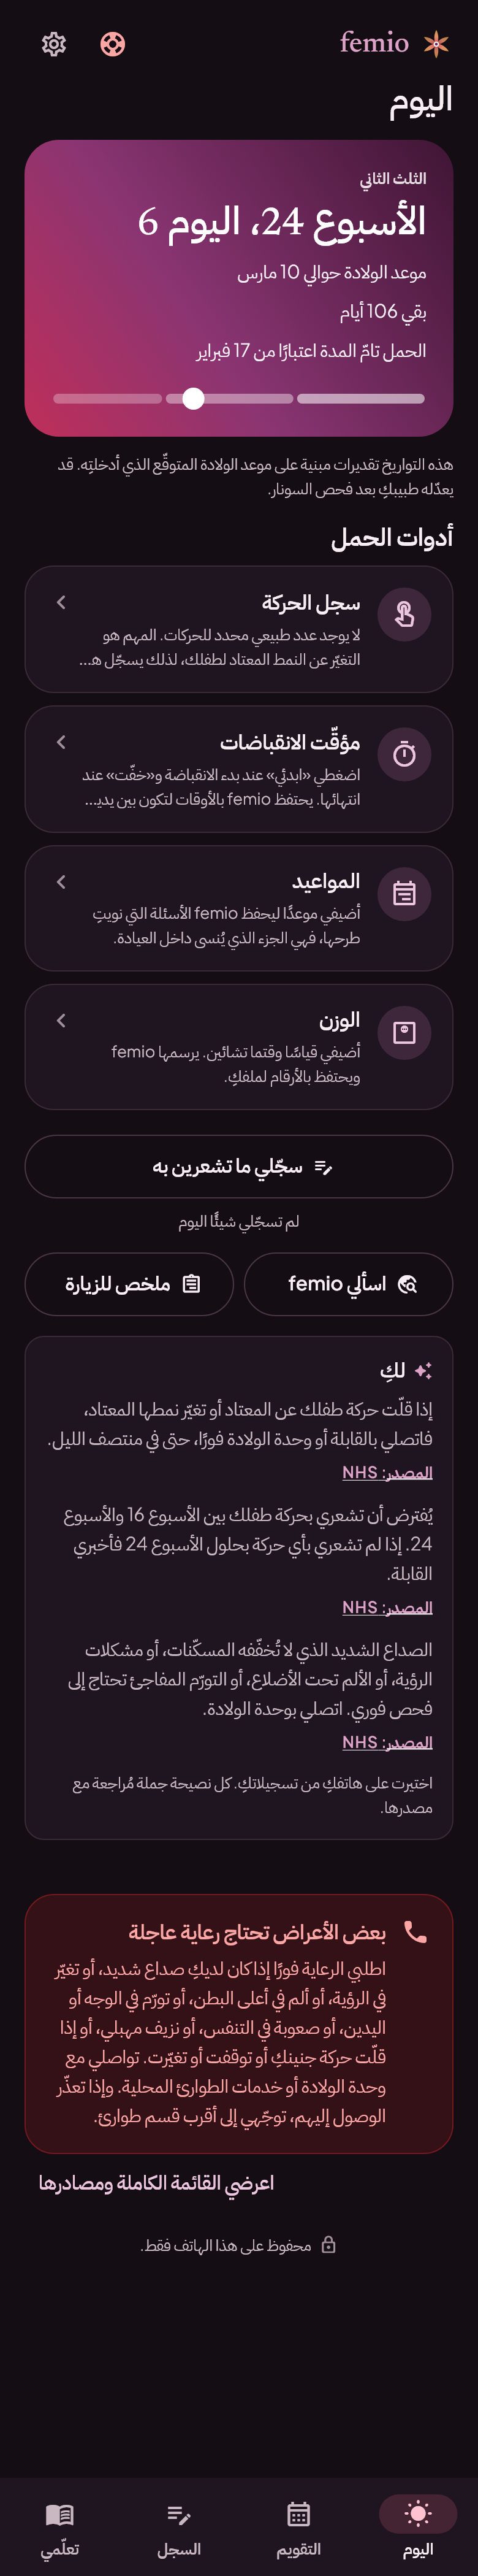 femio
اليوم
الثلث الثاني
الأسبوع 24، اليوم 6
موعد الولادة حوالي 10 مارس
بقي 106 أيام
الحمل تامّ المدة اعتبارًا من 17 فبراير
هذه التواريخ تقديرات مبنية على موعد الولادة المتوقّع الذي أدخلتِه. قد
يعدّله طبيبكِ بعد فحص السونار.
أدوات الحمل
سجل الحركة
لا يوجد عدد طبيعي محدد للحركات. المهم هو
التغيّر عن النمط المعتاد لطفلك، لذلك يسجّل هـ...
مؤقّت الانقباضات
اضغطي «ابدئي» عند بدء الانقباضة و«خفّت» عند
انتهائها. يحتفظ femio بالأوقات لتكون بين يديـ...
المواعيد
أضيفي موعدًا ليحفظ femio الأسئلة التي نويتِ
طرحها، فهي الجزء الذي يُنسى داخل العيادة.
الوزن
أضيفي قياسًا وقتما تشائين. يرسمها femio
ويحتفظ بالأرقام لملفكِ.
سجّلي ما تشعرين به
لم تسجّلي شيئًا اليوم
اسألي femio
ملخص للزيارة
لكِ
إذا قلّت حركة طفلك عن المعتاد أو تغيّر نمطها المعتاد،
فاتصلي بالقابلة أو وحدة الولادة فورًا، حتى في منتصف الليل.
المصدر: NHS
يُفترض أن تشعري بحركة طفلك بين الأسبوع 16 والأسبوع
24. إذا لم تشعري بأي حركة بحلول الأسبوع 24 فأخبري
القابلة.
المصدر: NHS
الصداع الشديد الذي لا تُخفّفه المسكّنات، أو مشكلات
الرؤية، أو الألم تحت الأضلاع، أو التورّم المفاجئ تحتاج إلى
فحص فوري. اتصلي بوحدة الولادة.
المصدر: NHS
اختيرت على هاتفكِ من تسجيلاتكِ. كل نصيحة جملة مُراجعة مع
مصدرها.
بعض الأعراض تحتاج رعاية عاجلة
اطلبي الرعاية فورًا إذا كان لديكِ صداع شديد، أو تغيّر
في الرؤية، أو ألم في أعلى البطن، أو تورّم في الوجه أو
اليدين، أو صعوبة في التنفس، أو نزيف مهبلي، أو إذا
قلّت حركة جنينكِ أو توقفت أو تغيّرت. تواصلي مع
وحدة الولادة أو خدمات الطوارئ المحلية. وإذا تعذّر
الوصول إليهم، توجّهي إلى أقرب قسم طوارئ.
اعرضي القائمة الكاملة ومصادرها
محفوظ على هذا الهاتف فقط.
اليوم
التقويم
السجل
تعلّمي